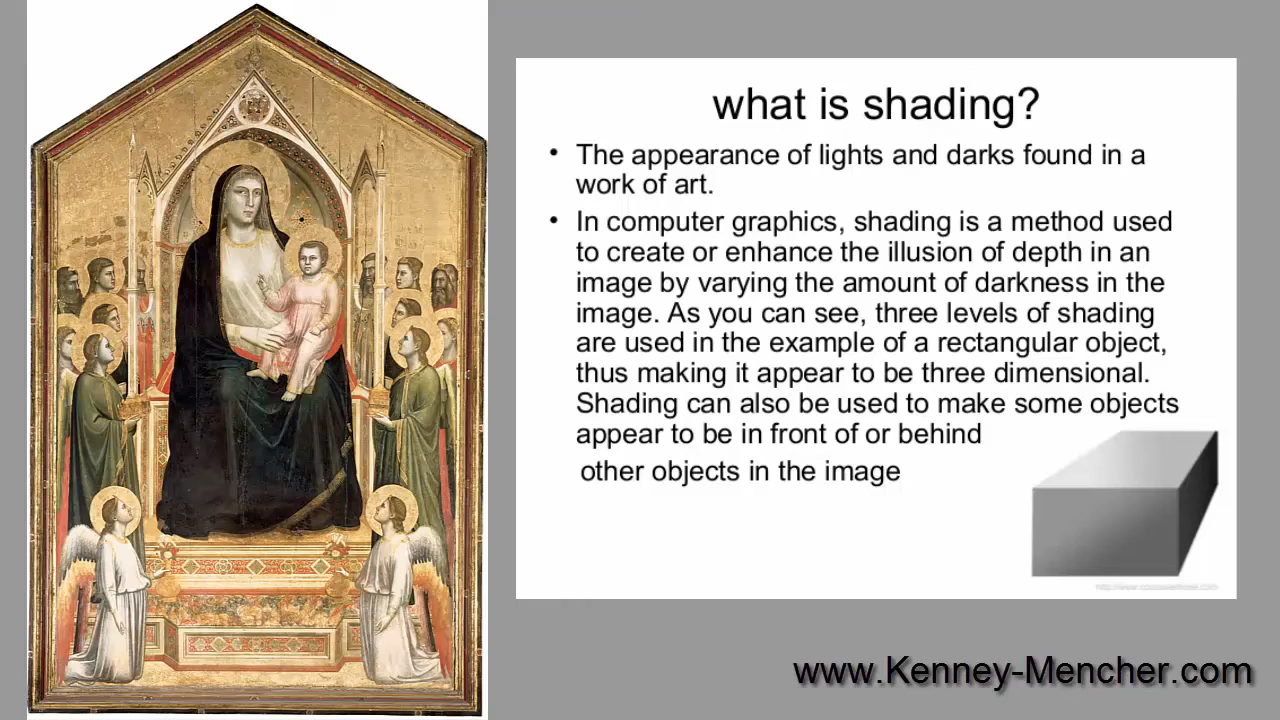 what is shading?
• The appearance of lights and darks found in a
work of art.
• In computer graphics, shading is a method used
to create or enhance the illusion of depth in an
image by varying the amount of darkness in the
image. As you can see, three levels of shading
are used in the example of a rectangular object,
thus making it appear to be three dimensional.
Shading can also be used to make some objects
appear to be in front of or behind
other objects in the image
www.Kenney-Mencher.com